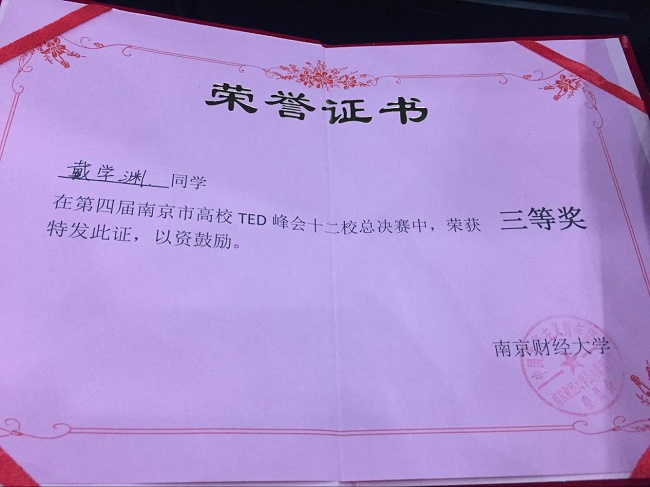 荣誉证书
戴学渊 同学
在第四届南京市高校 TED 峰会十二校总决赛中，荣获 三等奖
特发此证，以资鼓励。
南京财经大学